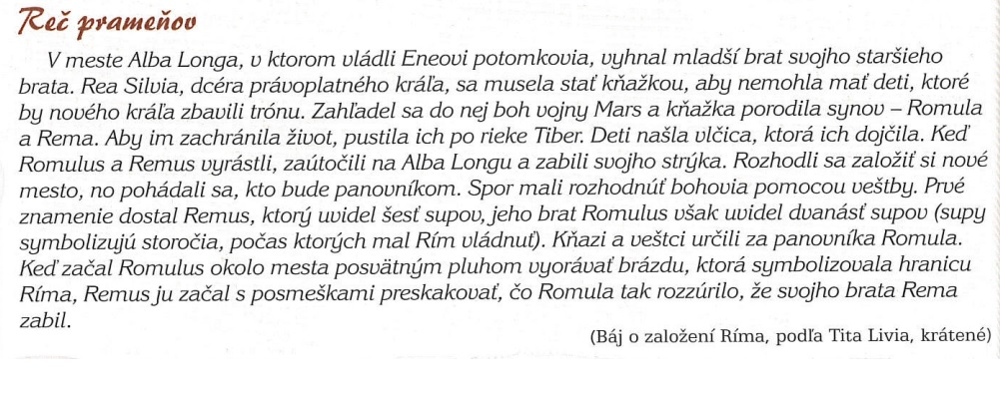 Reč prameňov
V meste Alba Longa, v ktorom vládli Eneovi potomkovia, vyhnal mladší brat svojho staršieho
brata. Rea Silvia, dcéra právoplatného kráľa, sa musela stať kňažkou, aby nemohla mať deti, ktoré
by nového kráľa zbavili trónu. Zahľadel sa do nej boh vojny Mars a kňažka porodila synov – Romula
a Rema. Aby im zachránila život, pustila ich po rieke Tiber. Deti našla vlčica, ktorá ich dojčila. Keď
Romulus a Remus vyrástli, zaútočili na Alba Longu a zabili svojho strýka. Rozhodli sa založiť si nové
mesto, no pohádali sa, kto bude panovníkom. Spor mali rozhodnúť bohovia pomocou veštby. Prvé
znamenie dostal Remus, ktorý uvidel šesť supov, jeho brat Romulus však uvidel dvanásť supov (supy
symbolizujú storočia, počas ktorých mal Rím vládnuť). Kňazi a veštci určili za panovníka Romula.
Keď začal Romulus okolo mesta posvätným pluhom vyorávať brázdu, ktorá symbolizovala hranicu
Ríma, Remus ju začal s posmeškami preskakovať, čo Romula tak rozzúrilo, že svojho brata Rema
zabil.
(Báj o založení Ríma, podľa Tita Livia, krátené)